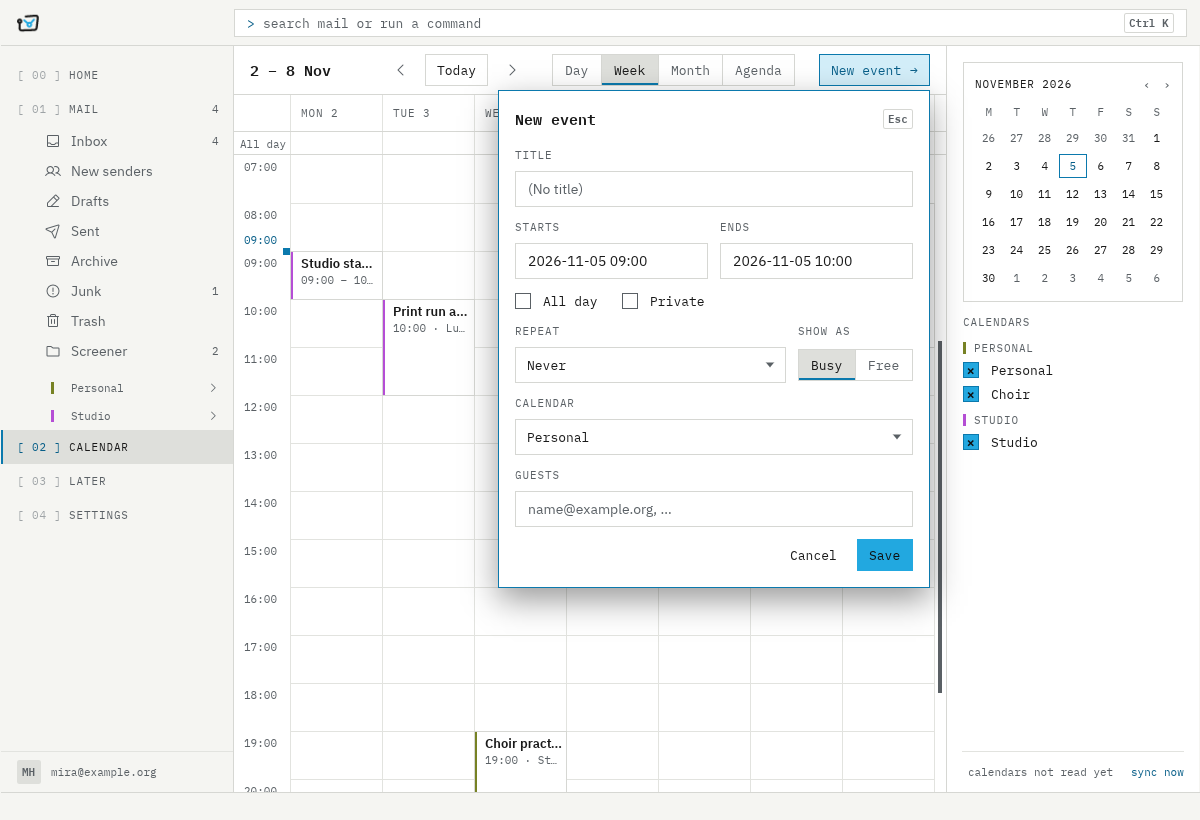 > search mail or run a command Ctrl K
[ 00 ] HOME
[ 01 ] MAIL 4
Inbox 4
New senders
Drafts
Sent
Archive
Junk 1
Trash
Screener 2
Personal
Studio
[ 02 ] CALENDAR
[ 03 ] LATER
[ 04 ] SETTINGS
MH mira@example.org
2 – 8 Nov Today Day Week Month Agenda New event →
MON 2 TUE 3
All day
07:00
08:00
09:00
09:00
10:00
11:00
12:00
13:00
14:00
15:00
16:00
17:00
18:00
19:00
20:00
Studio sta…
09:00 – 10…
Print run a…
10:00 · Lu…
Choir pract…
19:00 · St…
New event Esc
TITLE
(No title)
STARTS ENDS
2026-11-05 09:00 2026-11-05 10:00
All day Private
REPEAT SHOW AS
Never Busy Free
CALENDAR
Personal
GUESTS
name@example.org, …
Cancel Save
NOVEMBER 2026 ‹ ›
M T W T F S S
26 27 28 29 30 31 1
2 3 4 5 6 7 8
9 10 11 12 13 14 15
16 17 18 19 20 21 22
23 24 25 26 27 28 29
30 1 2 3 4 5 6
CALENDARS
PERSONAL
Personal
Choir
STUDIO
Studio
calendars not read yet sync now